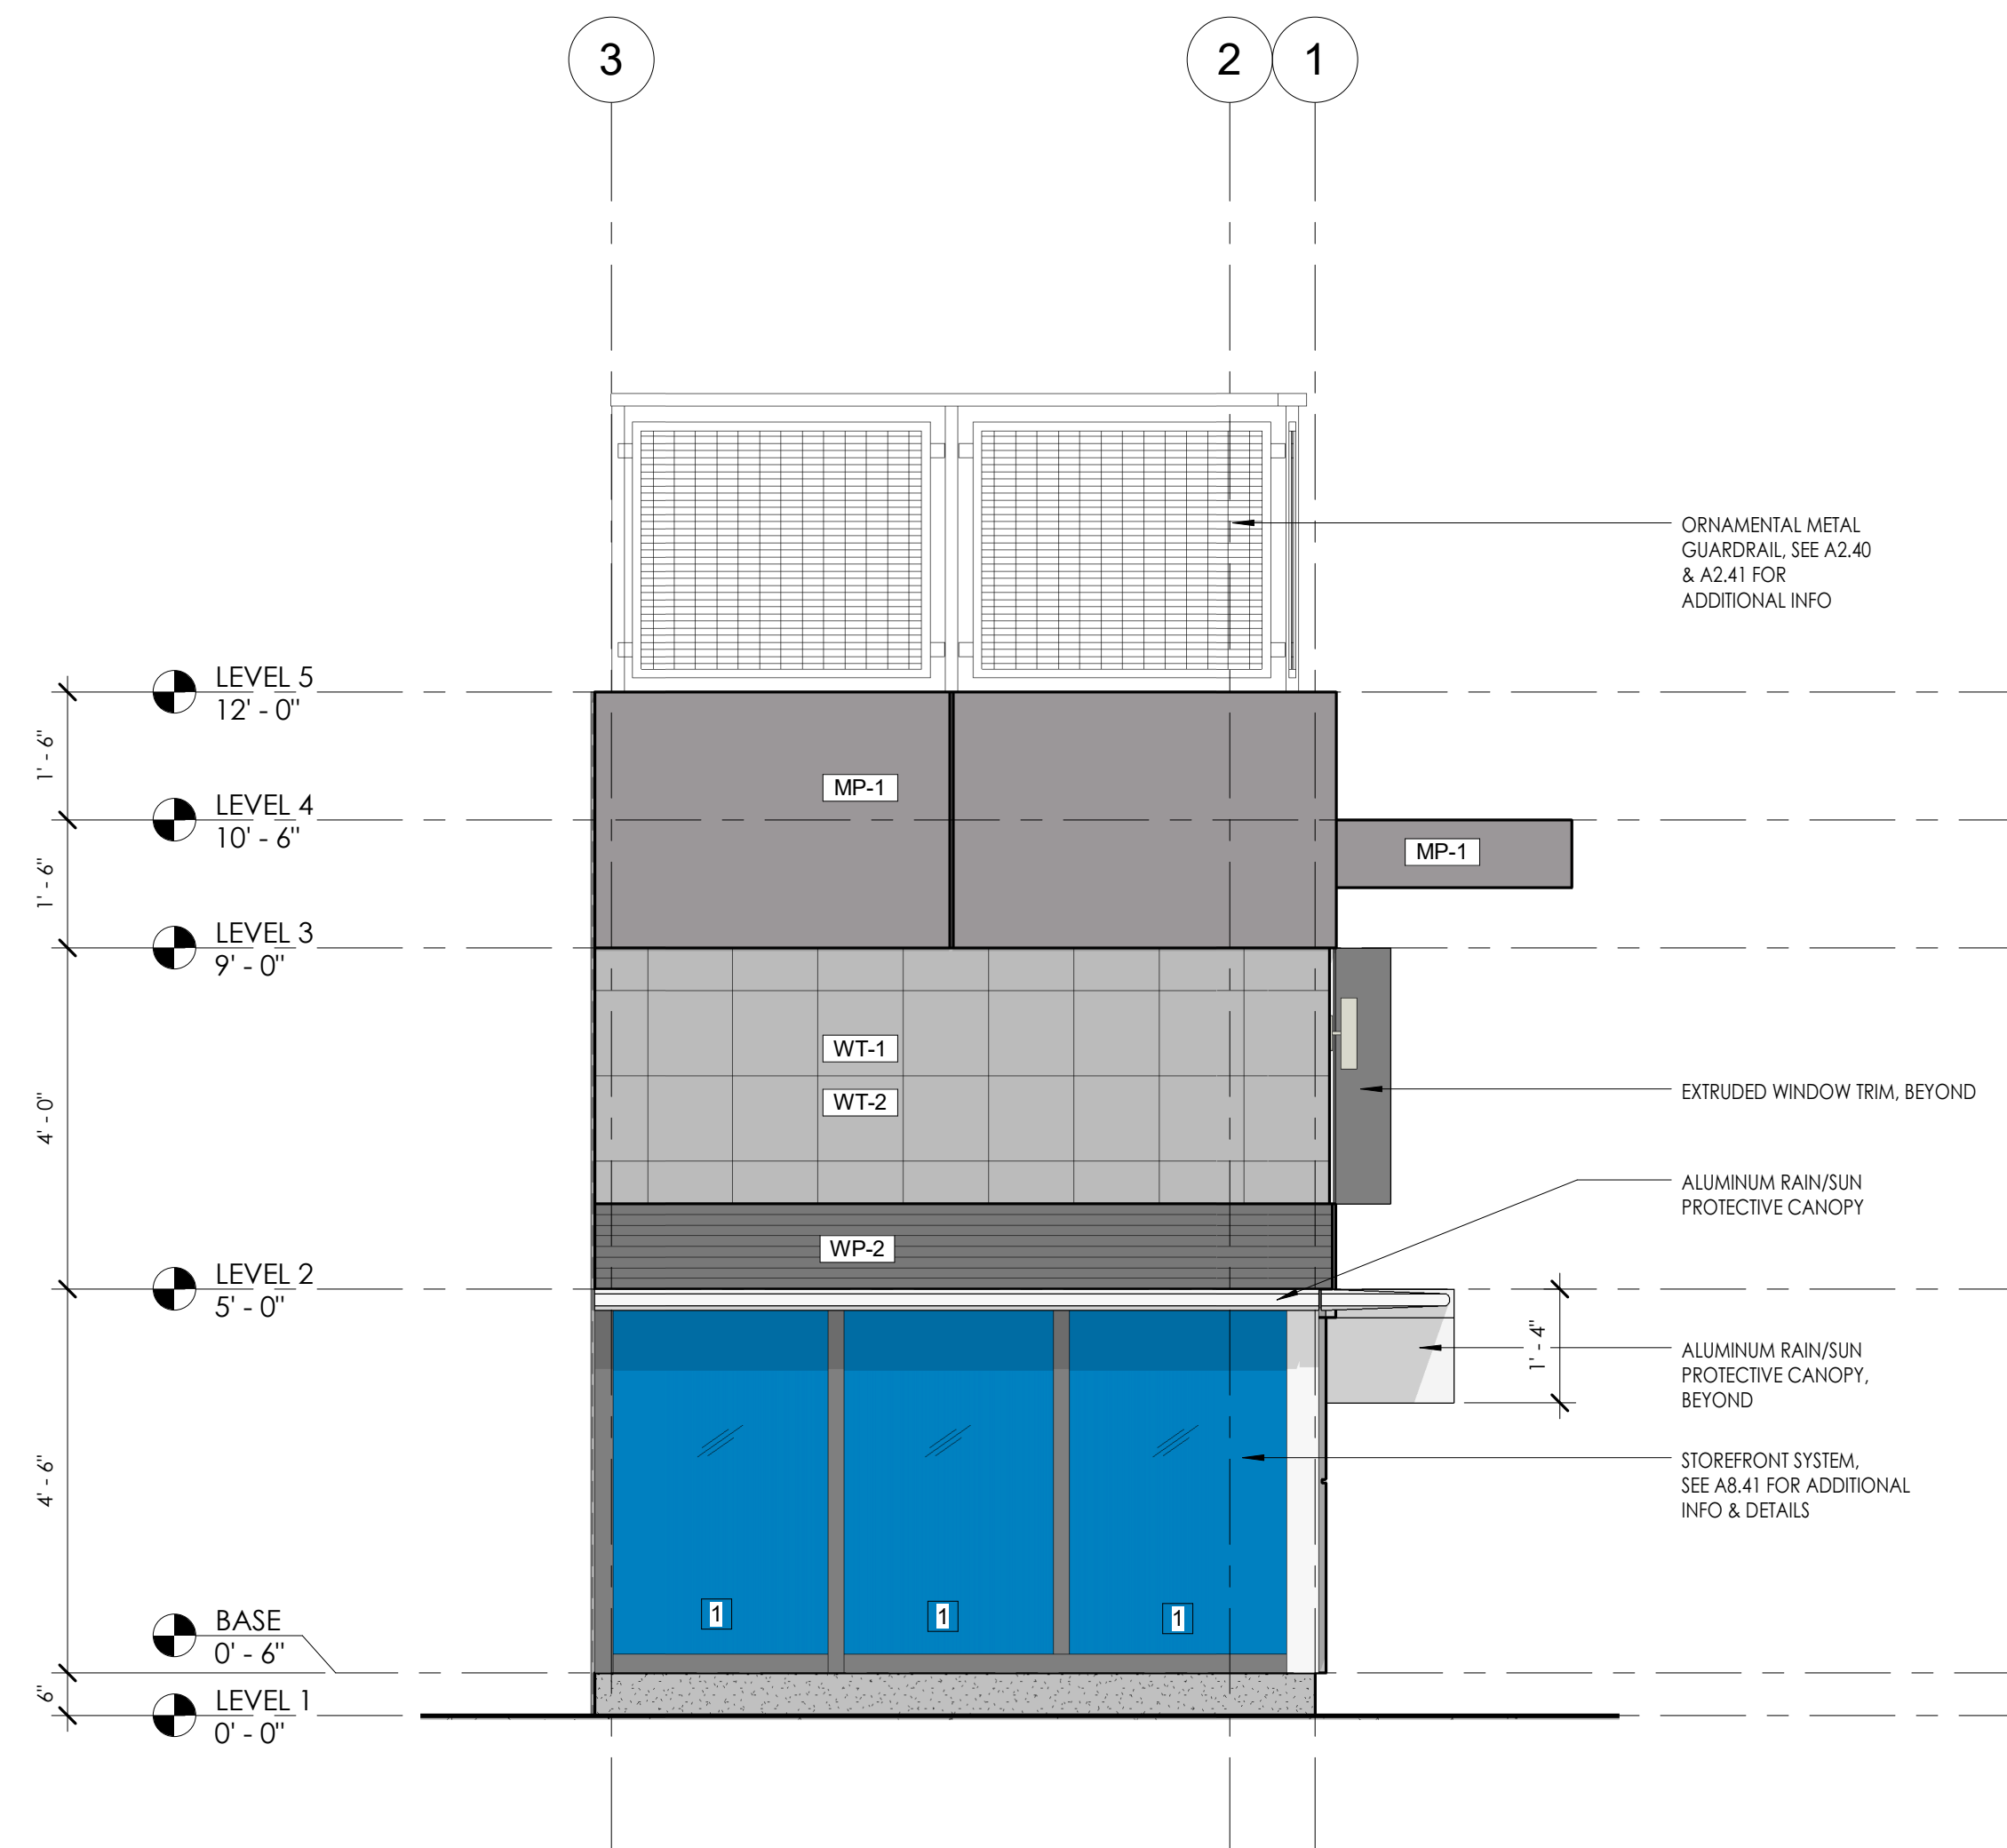 3
2
1
ORNAMENTAL METAL
GUARDRAIL, SEE A2.40
& A2.41 FOR
ADDITIONAL INFO
LEVEL 5
12' - 0"
1' - 6"
MP-1
LEVEL 4
10' - 6"
MP-1
1' - 6"
LEVEL 3
9' - 0"
WT-1
WT-2
4' - 0"
EXTRUDED WINDOW TRIM, BEYOND
ALUMINUM RAIN/SUN
PROTECTIVE CANOPY
WP-2
LEVEL 2
5' - 0"
1' - 4"
ALUMINUM RAIN/SUN
PROTECTIVE CANOPY,
BEYOND
4' - 6"
STOREFRONT SYSTEM,
SEE A8.41 FOR ADDITIONAL
INFO & DETAILS
1
1
1
BASE
0' - 6"
6"
LEVEL 1
0' - 0"